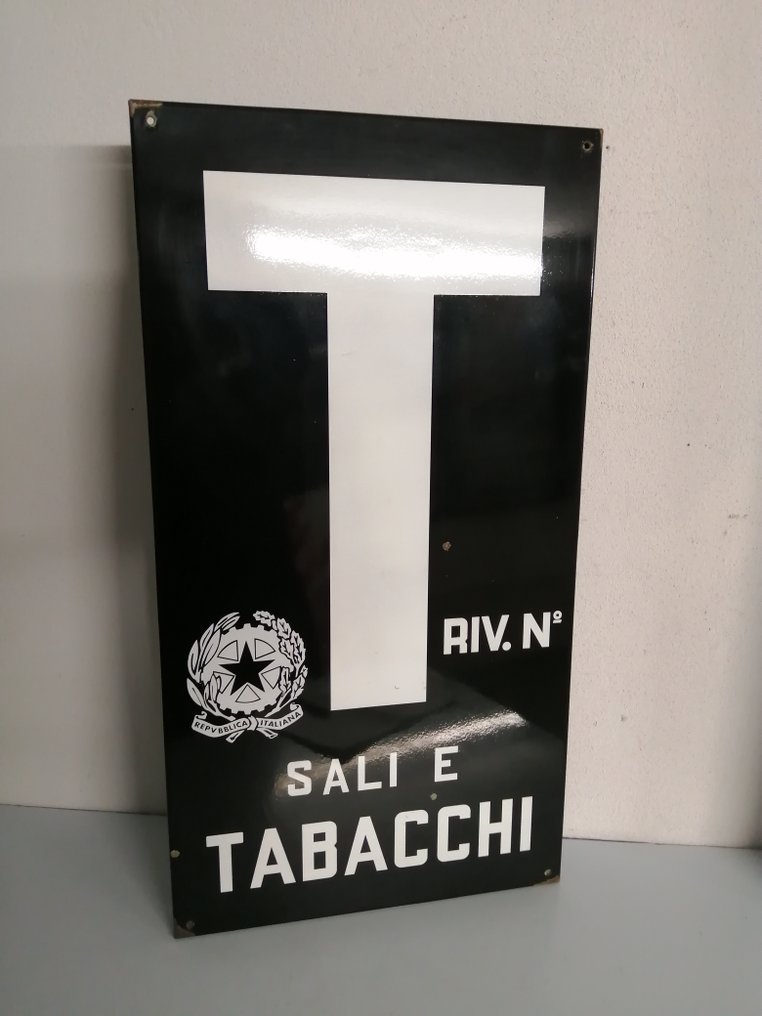 T
RIV. Nº
REPVBBLICA ITALIANA
SALI E
TABACCHI